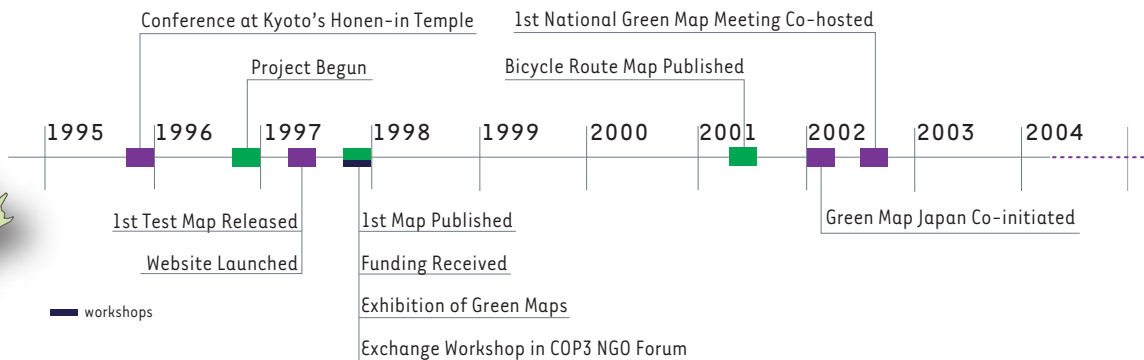 Conference at Kyoto's Honen-in Temple
1st National Green Map Meeting Co-hosted
Project Begun
Bicycle Route Map Published
1995
1996
1997
1998
1999
2000
2001
2002
2003
2004
1st Test Map Released
Website Launched
1st Map Published
Funding Received
Exhibition of Green Maps
Exchange Workshop in COP3 NGO Forum
Green Map Japan Co-initiated
workshops